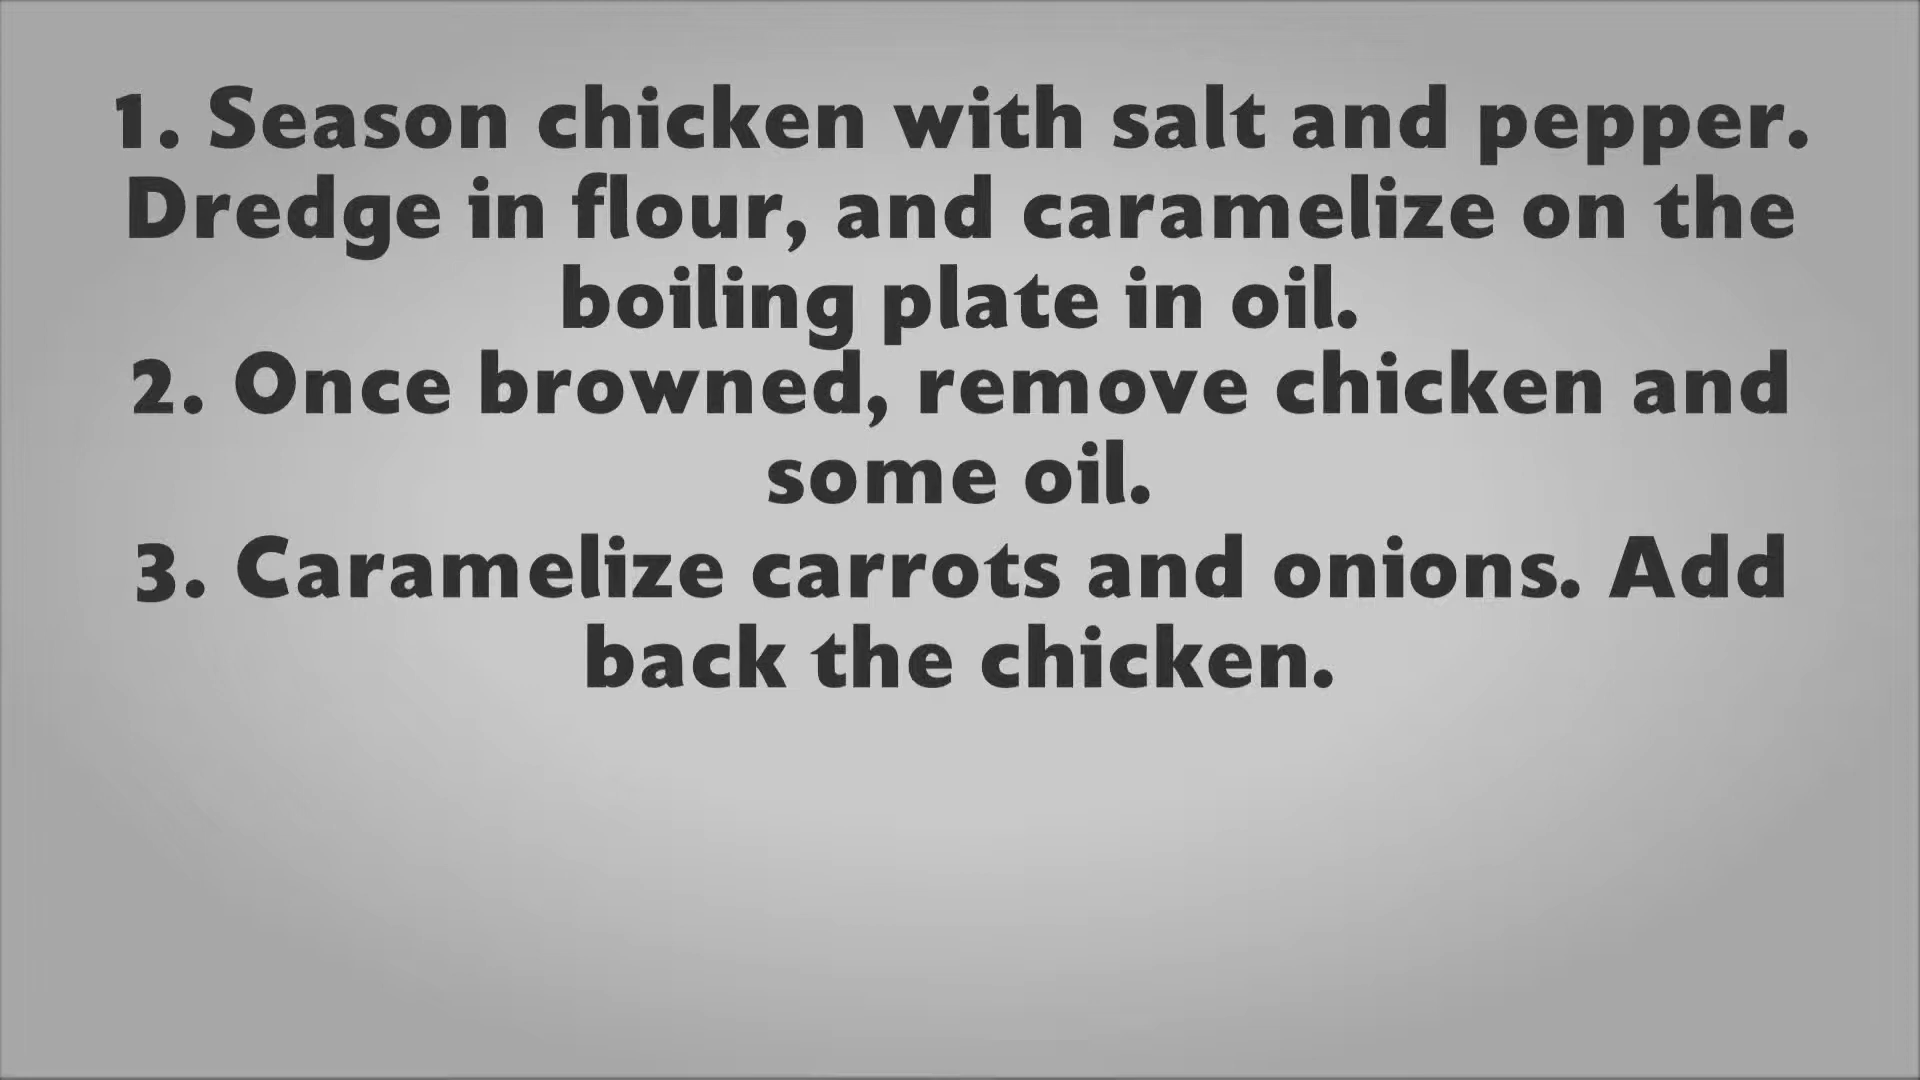 1. Season chicken with salt and pepper.
Dredge in flour, and caramelize on the
boiling plate in oil.
2. Once browned, remove chicken and
some oil.
3. Caramelize carrots and onions. Add
back the chicken.